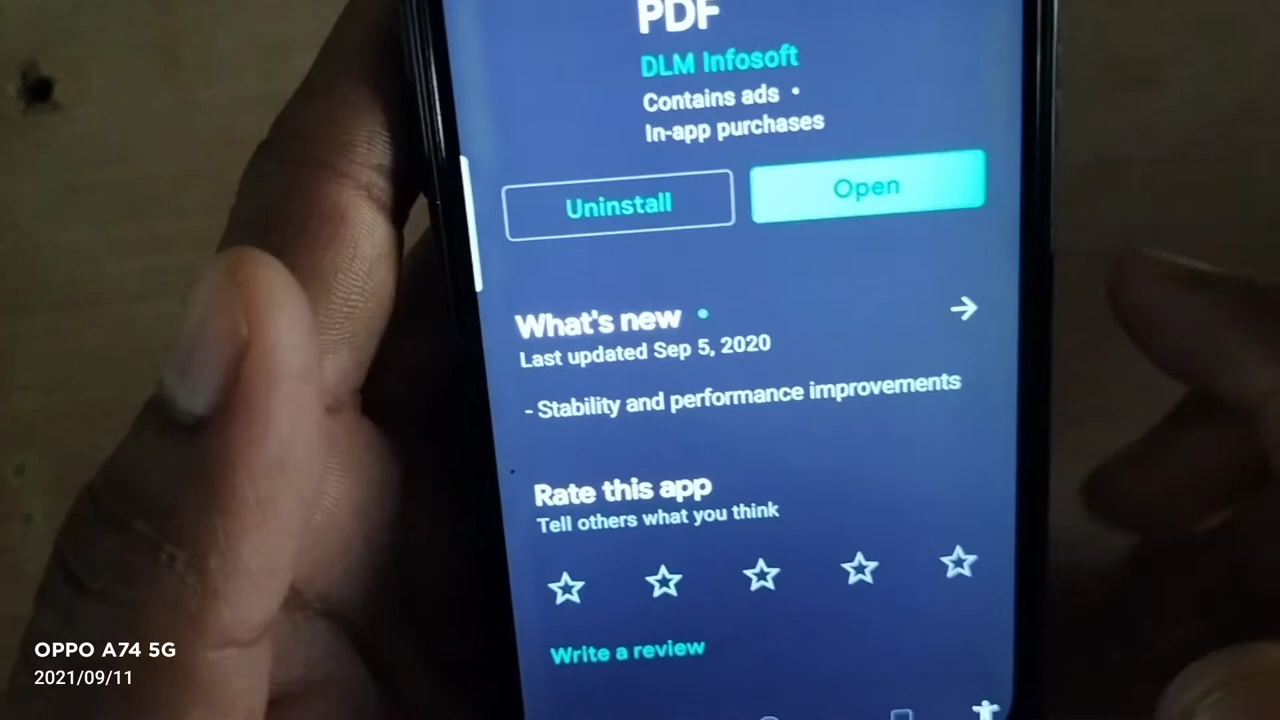 PDF
DLM Infosoft
Contains ads •
In-app purchases
Uninstall
Open
What's new •
Last updated Sep 5, 2020
- Stability and performance improvements
Rate this app
Tell others what you think
Write a review
OPPO A74 5G
2021/09/11